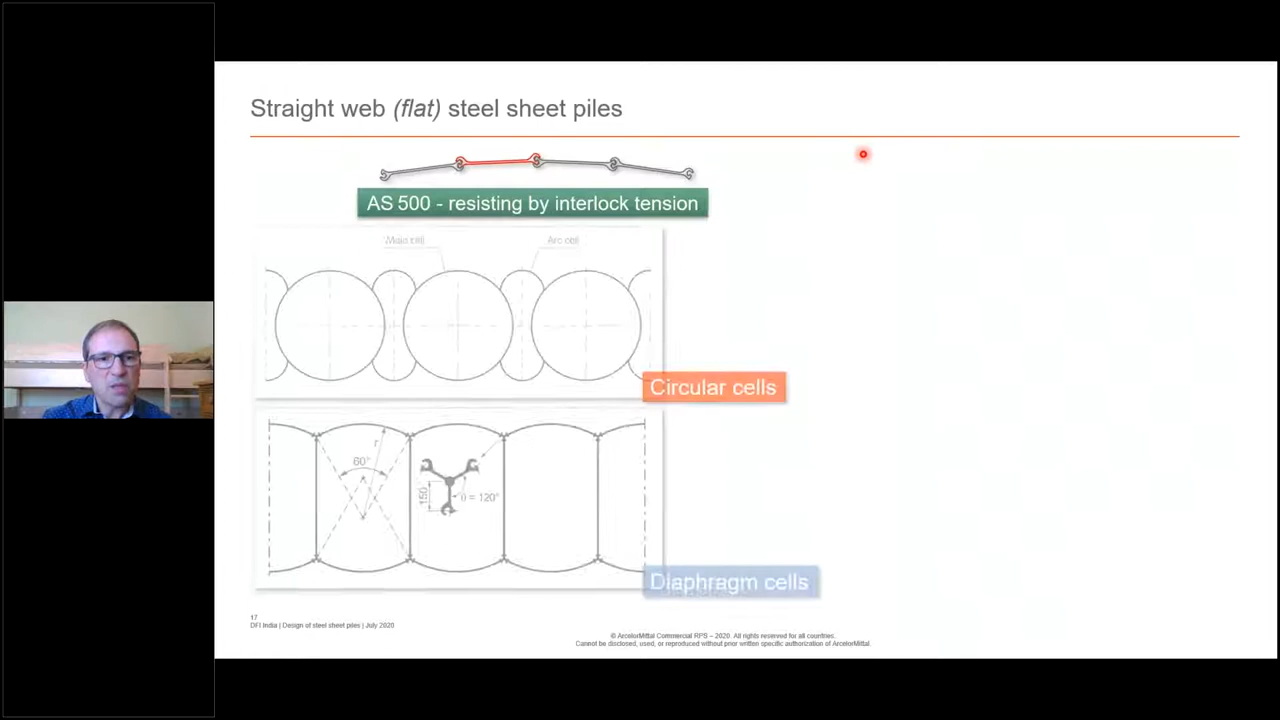 Straight web (flat) steel sheet piles
AS 500 - resisting by interlock tension
Main cell
Arc cell
Circular cells
r
60°
150
θ = 120°
Diaphragm cells
17
DFI India | Design of steel sheet piles | July 2020
© ArcelorMittal Commercial RPS – 2020. All rights reserved for all countries.
Cannot be disclosed, used, or reproduced without prior written specific authorization of ArcelorMittal.